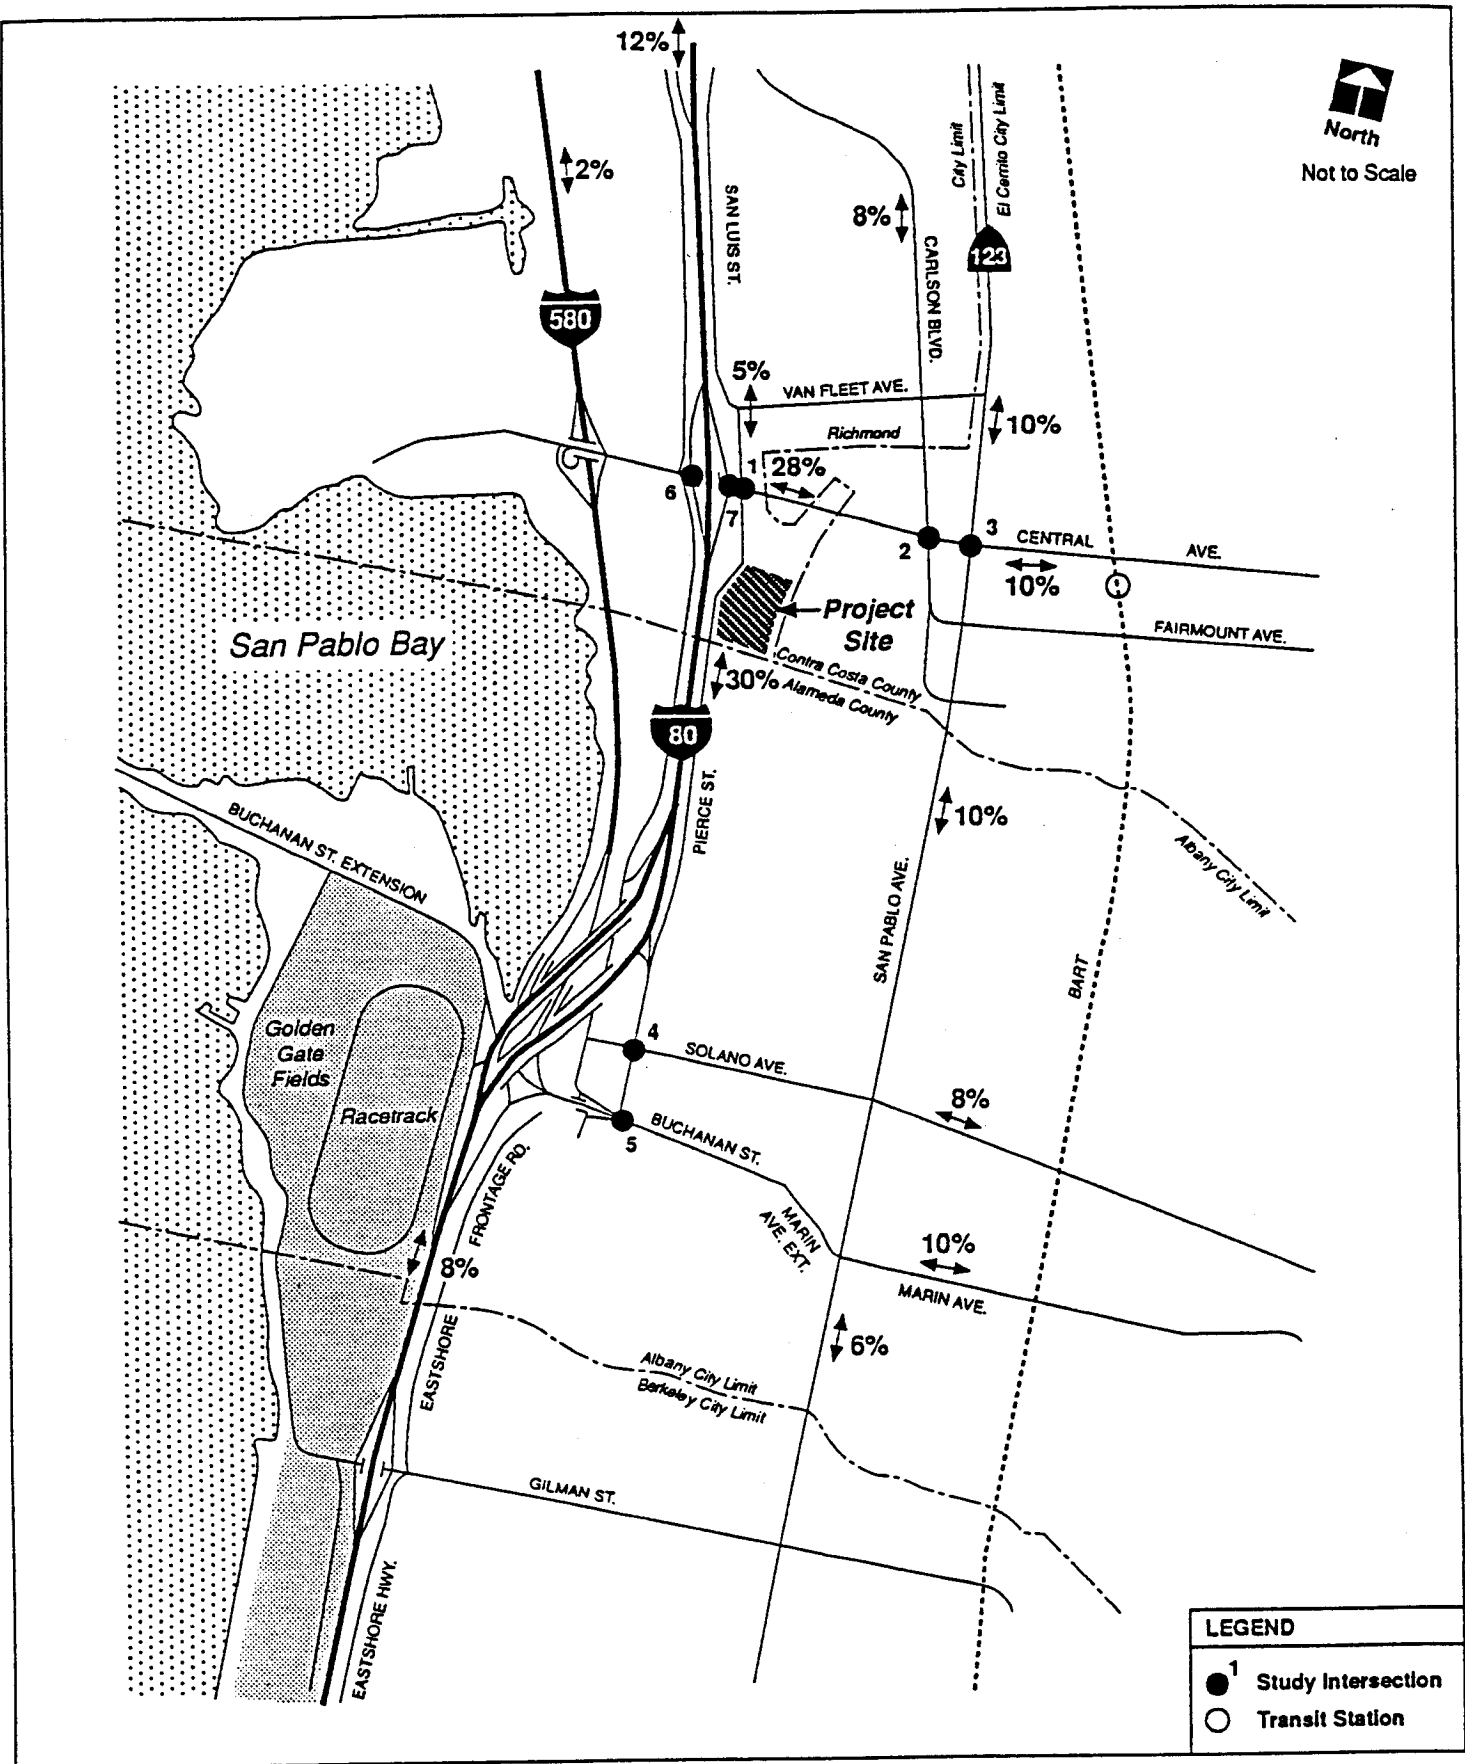 12%
North
Not to Scale
2%
580
SAN LUIS ST.
8%
CARLSON BLVD.
City Limit
El Cerrito City Limit
123
5%
VAN FLEET AVE.
10%
Richmond
28%
1
6
7
2
3
CENTRAL
AVE.
10%
FAIRMOUNT AVE.
Project
Site
San Pablo Bay
Contra Costa County
Alameda County
30%
80
PIERCE ST.
10%
SAN PABLO AVE.
BART
Albany City Limit
BUCHANAN ST. EXTENSION
Golden
Gate
Fields
Racetrack
4
SOLANO AVE.
8%
5
BUCHANAN ST.
MARIN
AVE. EXT.
10%
MARIN AVE.
6%
8%
EASTSHORE FRONTAGE RD.
Albany City Limit
Berkeley City Limit
GILMAN ST.
EASTSHORE HWY.
LEGEND
1
Study Intersection
Transit Station